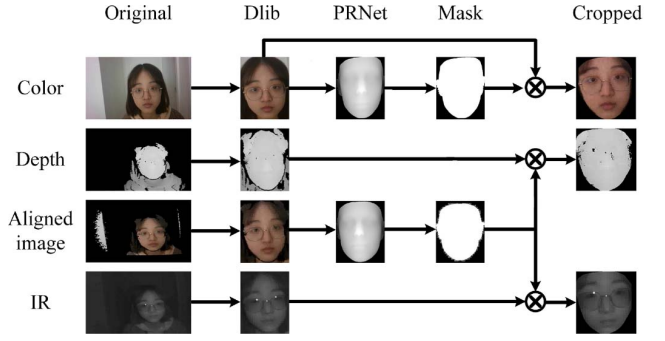 Original Dlib PRNet Mask Cropped
Color
Depth
Aligned
image
IR